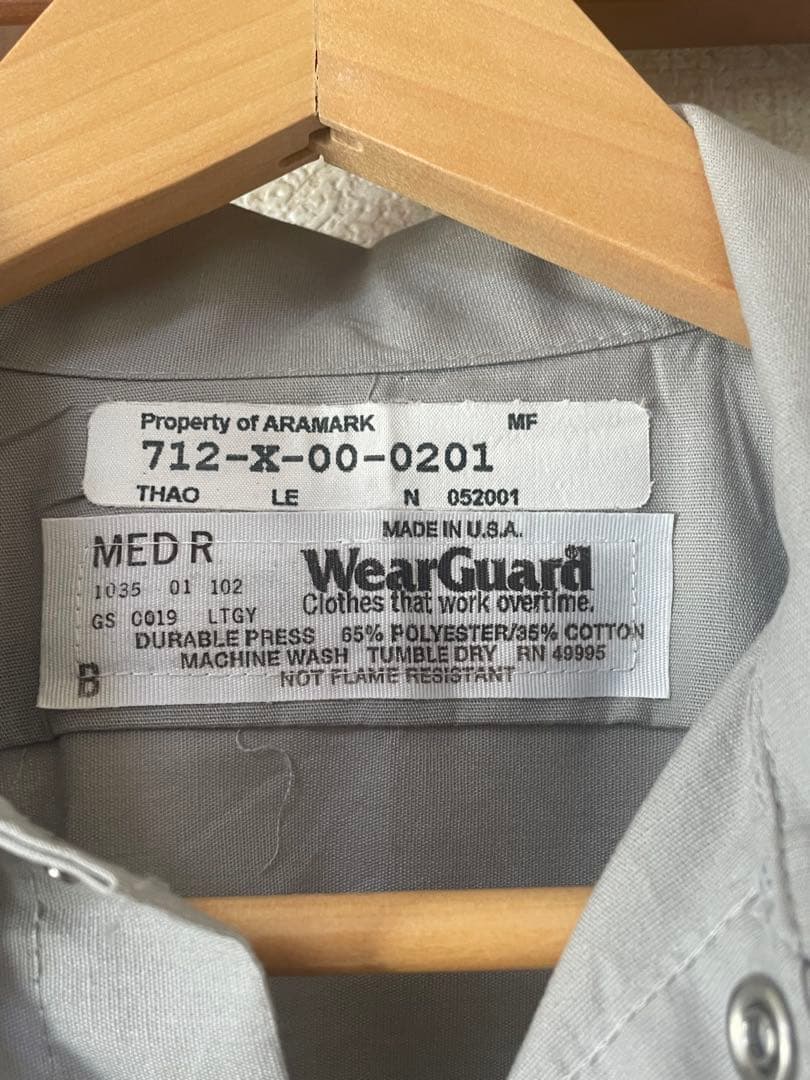 Property of ARAMARK MF
712-X-00-0201
THAO LE N 052001
MADE IN U.S.A.
MED R
WearGuard®
1035 01 102
Clothes that work overtime.
GS C019 LTGY
DURABLE PRESS 65% POLYESTER/35% COTTON
MACHINE WASH TUMBLE DRY RN 49995
B
NOT FLAME RESISTANT